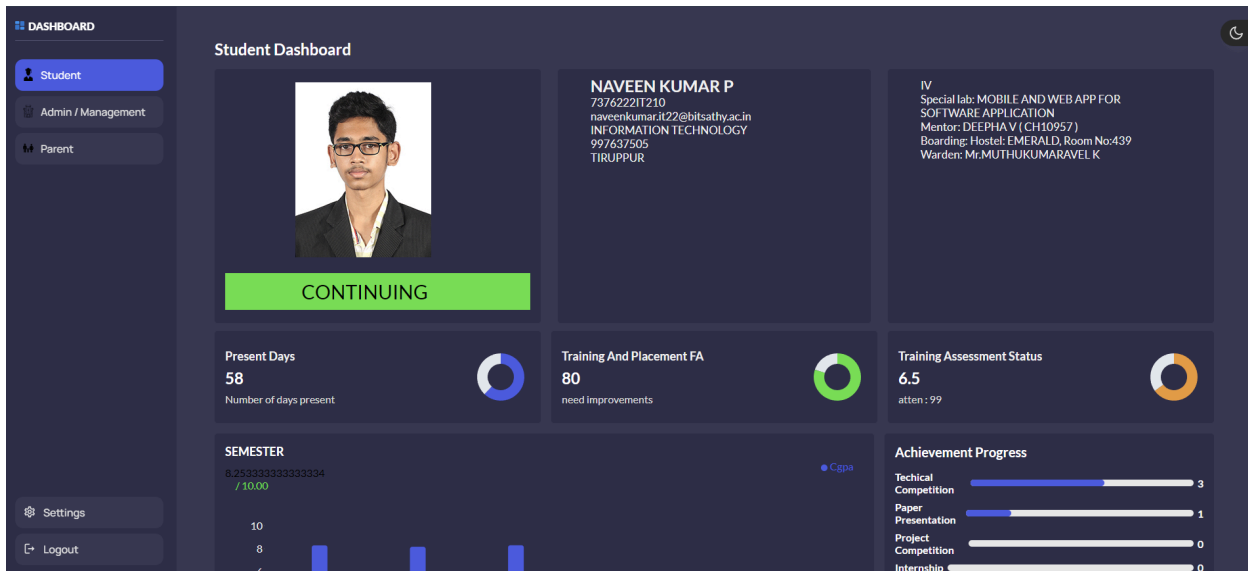 DASHBOARD
Student
Admin / Management
Parent
Settings
Logout
Student Dashboard
CONTINUING
NAVEEN KUMAR P
7376222IT210
naveenkumar.it22@bitsathy.ac.in
INFORMATION TECHNOLOGY
997637505
TIRUPPUR
IV
Special lab: MOBILE AND WEB APP FOR
SOFTWARE APPLICATION
Mentor: DEEPHA V ( CH10957 )
Boarding: Hostel: EMERALD, Room No:439
Warden: Mr.MUTHUKUMARAVEL K
Present Days
58
Number of days present
Training And Placement FA
80
need improvements
Training Assessment Status
6.5
atten : 99
SEMESTER
8.253333333333334
/ 10.00
Cgpa
10
8
Achievement Progress
Techical
Competition
3
Paper
Presentation
1
Project
Competition
0
Internship
0